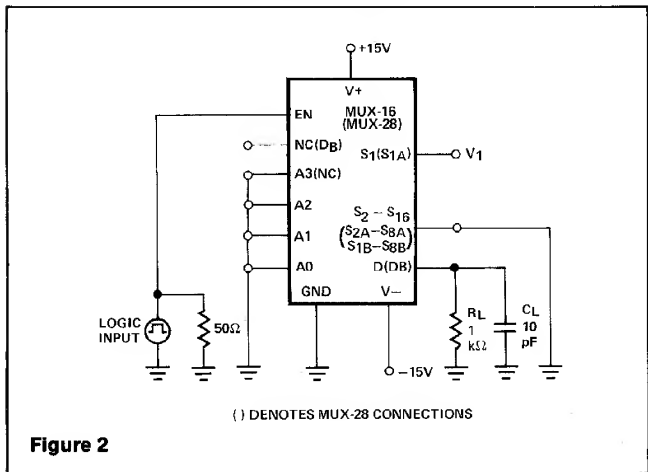 +15V
V+
EN
MUX-16
(MUX-28)
NC(DB)
S1(S1A)
V1
A3(NC)
A2
S2 – S16
(S2A–S8A)
(S1B–S8B)
A1
A0
D(DB)
GND
V–
LOGIC
INPUT
50Ω
RL
1
kΩ
CL
10
pF
–15V
( ) DENOTES MUX-28 CONNECTIONS
Figure 2